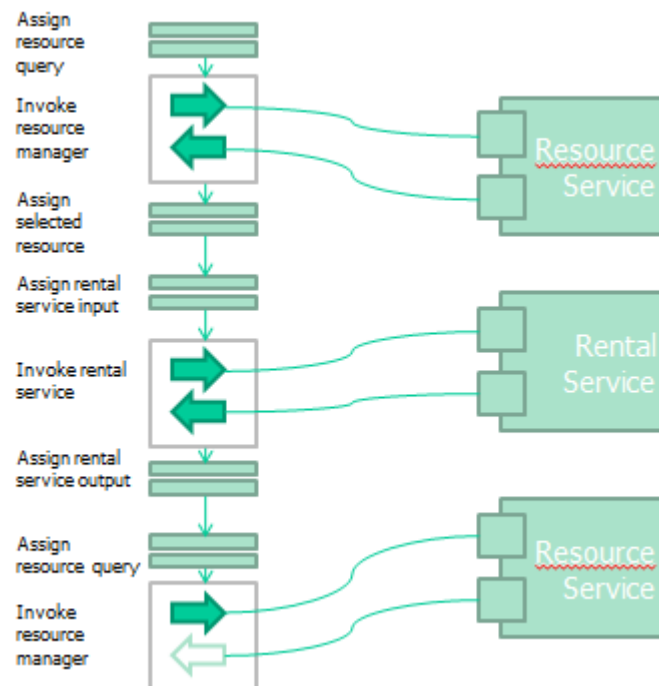 Assign
resource
query
Invoke
resource
manager
Resource
Service
Assign
selected
resource
Assign rental
service input
Rental
Service
Invoke rental
service
Assign rental
service output
Assign
resource query
Resource
Service
Invoke
resource
manager